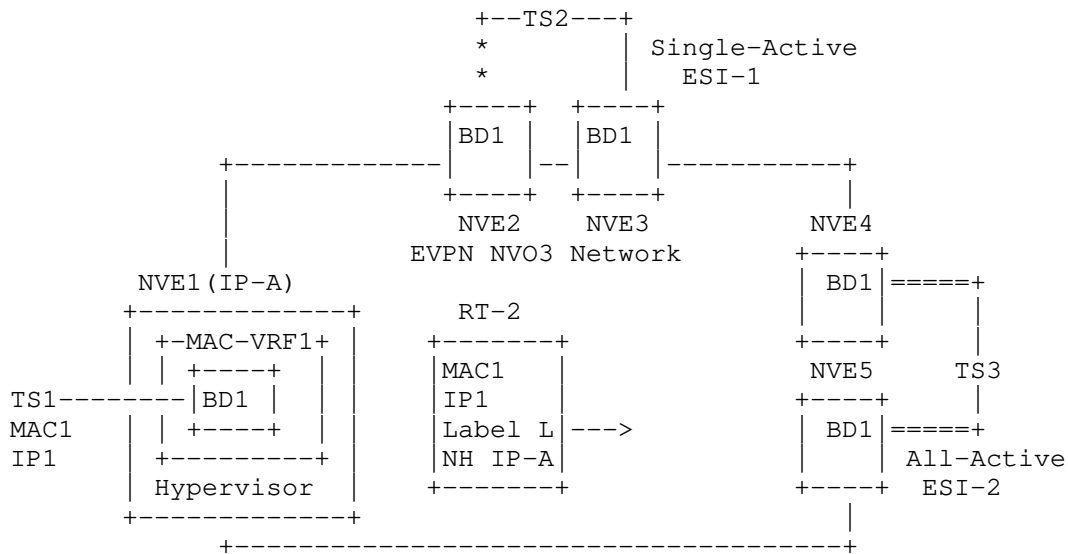 TS2
Single-Active
ESI-1
BD1 BD1
NVE2 NVE3 NVE4
EVPN NVO3 Network
NVE1(IP-A) BD1
RT-2
MAC-VRF1
MAC1 NVE5 TS3
TS1 BD1 IP1
MAC1 Label L ---> BD1
IP1 NH IP-A All-Active
Hypervisor ESI-2